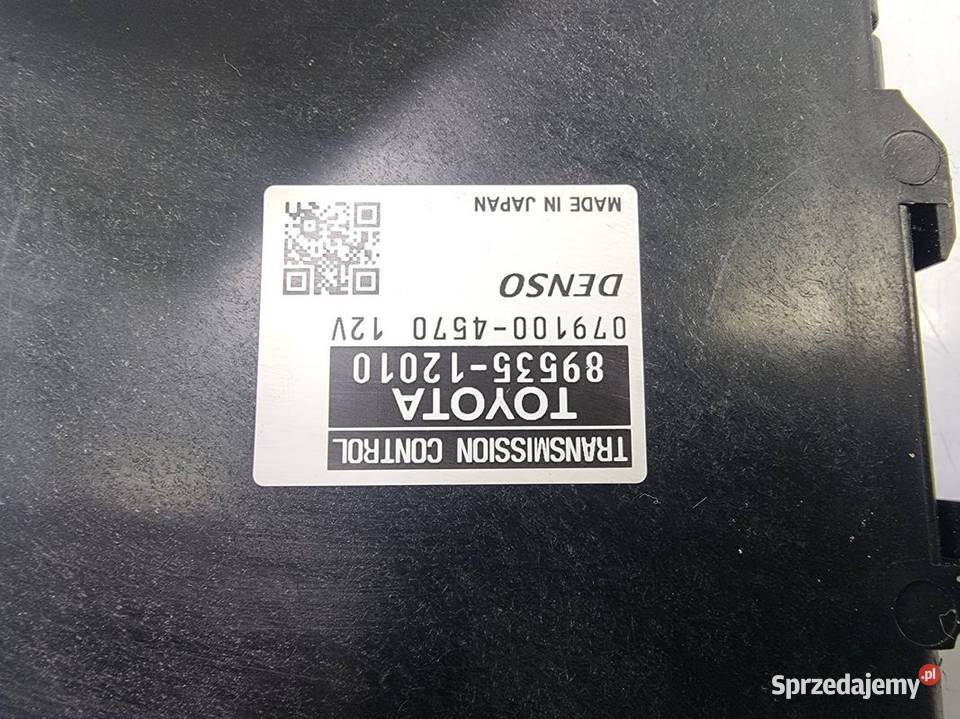 TRANSMISSION CONTROL
TOYOTA
89535-12010
079100-4570 12V
DENSO
MADE IN JAPAN
Sprzedajemy.pl